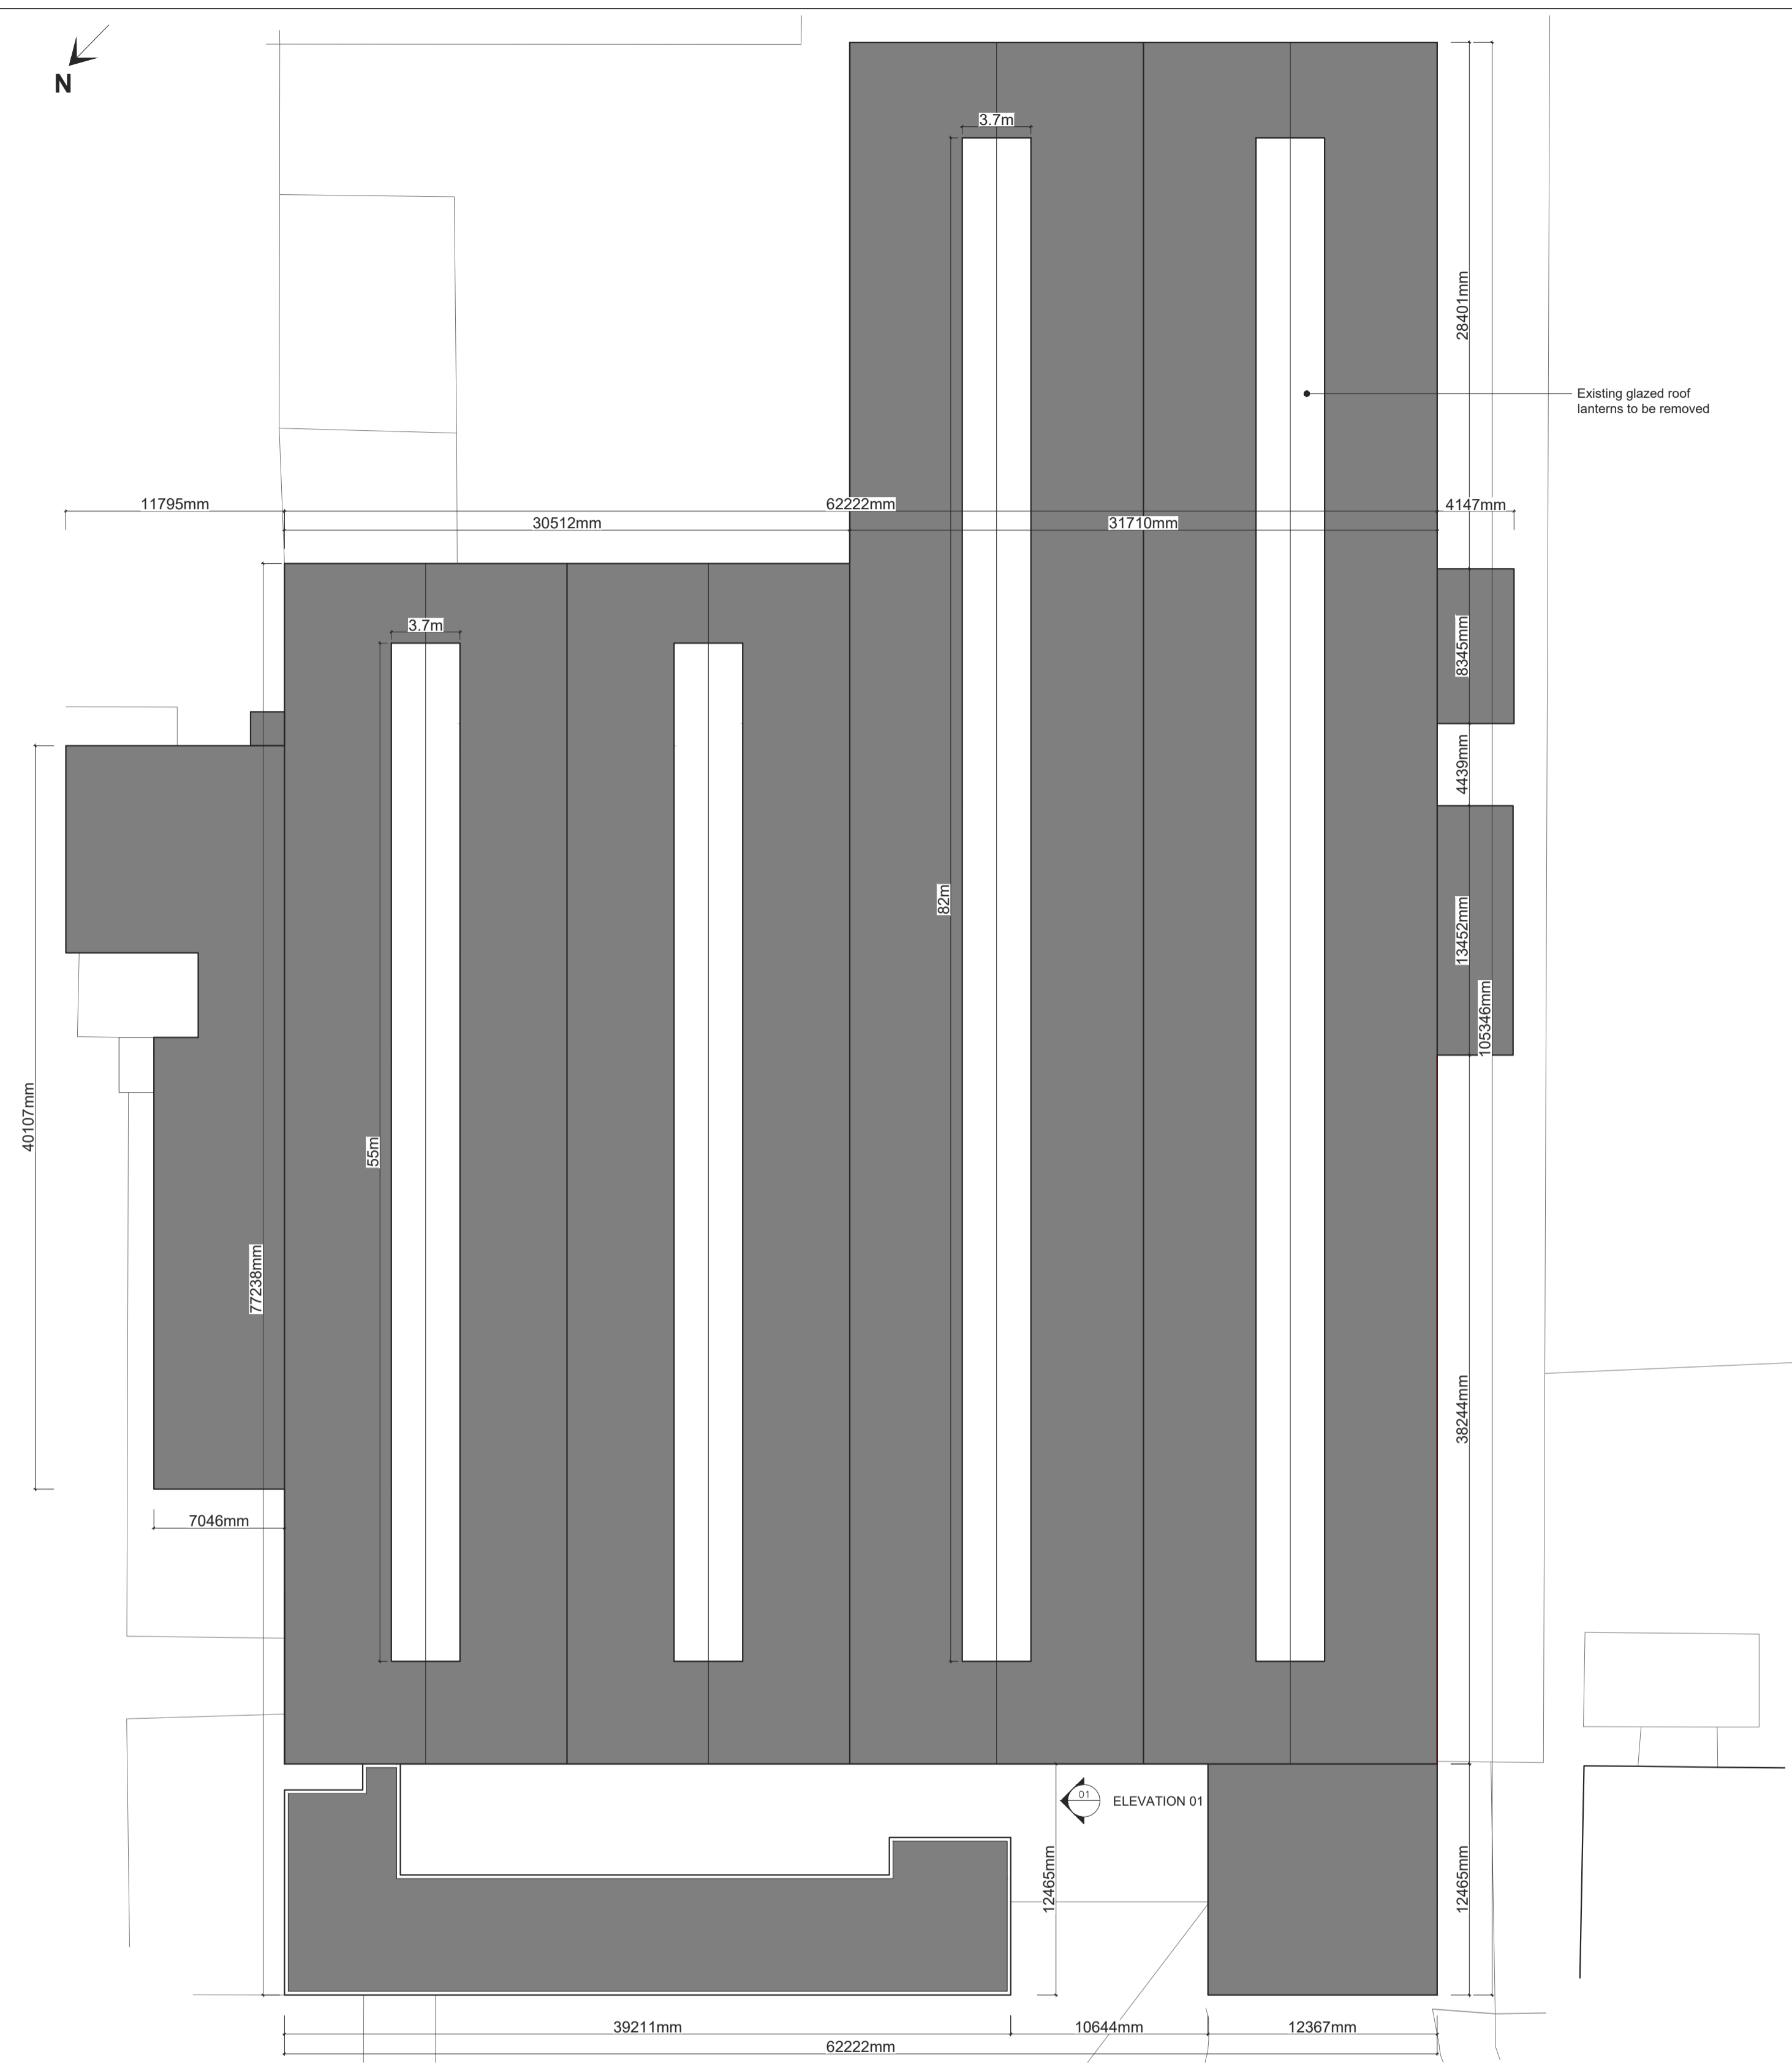 N
3.7m
28401mm
Existing glazed roof
lanterns to be removed
11795mm
62222mm
4147mm
30512mm
31710mm
3.7m
8345mm
4439mm
82m
13452mm
105346mm
40107mm
55m
77238mm
38244mm
7046mm
01
ELEVATION 01
12465mm
12465mm
39211mm
10644mm
12367mm
62222mm